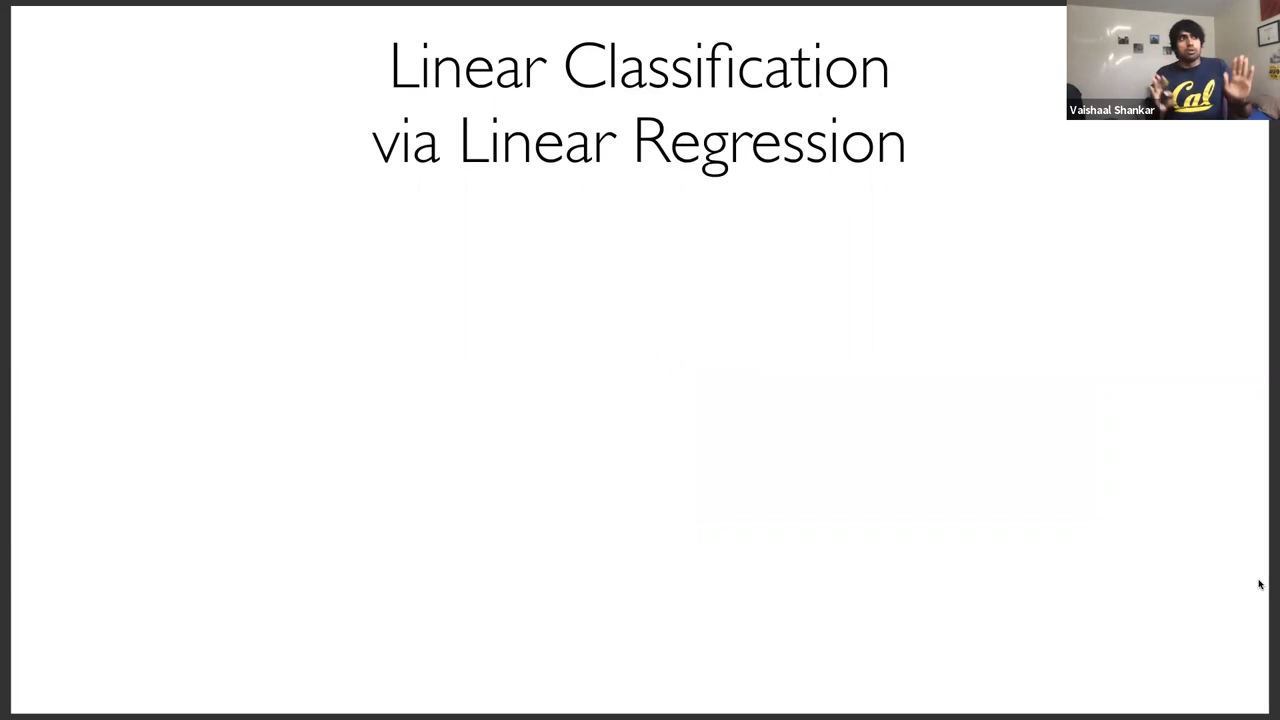 Linear Classification
via Linear Regression
Cal
Vaishaal Shankar